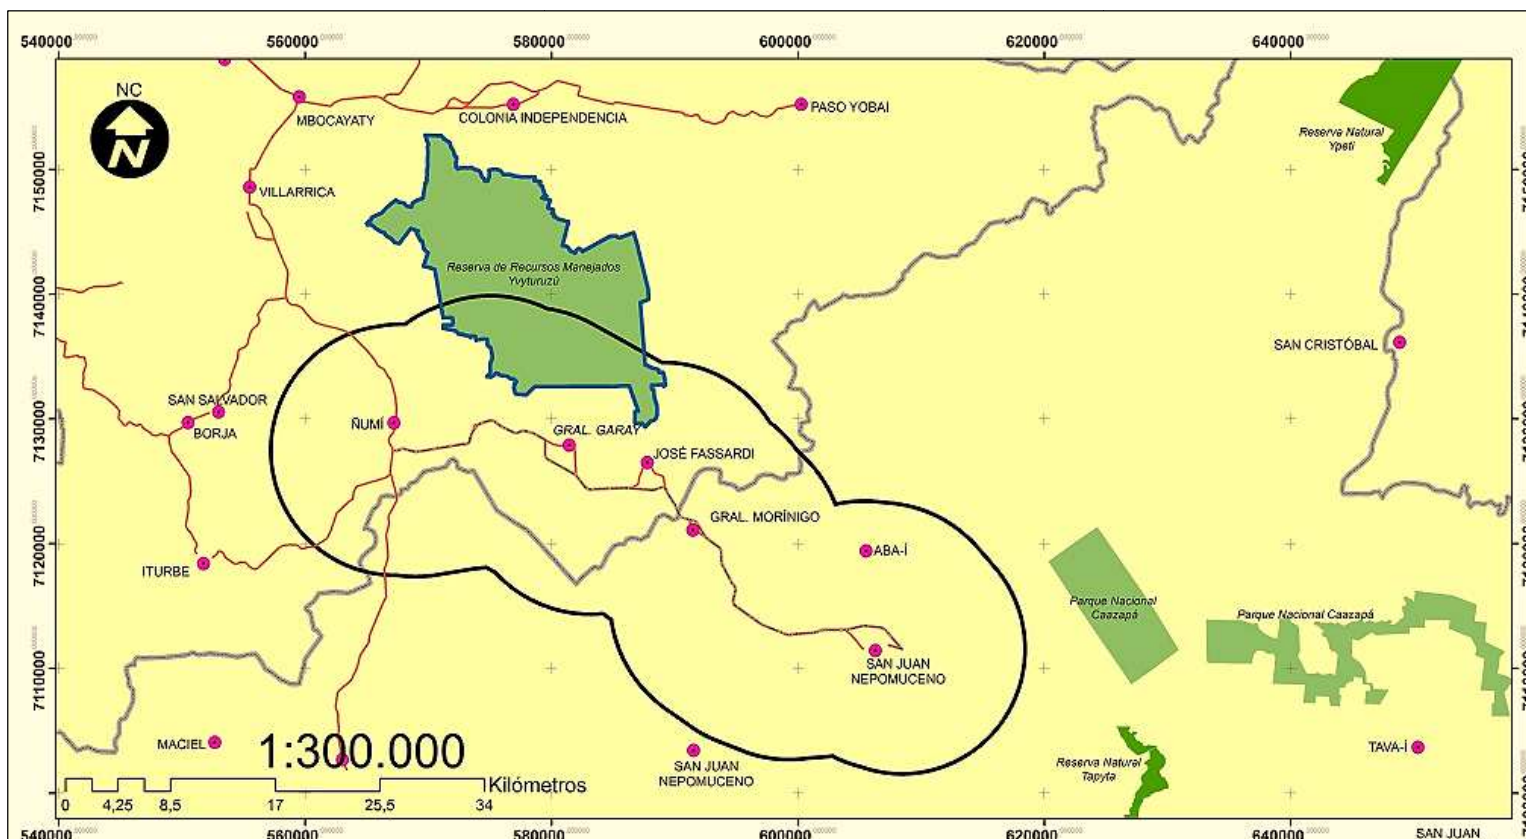 540000 560000 580000 600000 620000 640000
NC
N
MBOCAYATY
COLONIA INDEPENDENCIA
PASO YOBAI
Reserva Natural
Ypeti
7150000
VILLARRICA
Reserva de Recursos Manejados
Yvyturuzú
7140000
SAN CRISTÓBAL
SAN SALVADOR
BORJA
ÑUMÍ
7130000
GRAL. GARAY
JOSÉ FASSARDI
GRAL. MORÍNIGO
ABA-Í
7120000
ITURBE
Parque Nacional
Caazapá
Parque Nacional Caazapá
SAN JUAN
NEPOMUCENO
7110000
MACIEL
1:300.000
SAN JUAN
NEPOMUCENO
Reserva Natural
Tapyta
TAVA-Í
Kilómetros
0 4,25 8,5 17 25,5 34
540000 560000 580000 600000 620000 640000
SAN JUAN